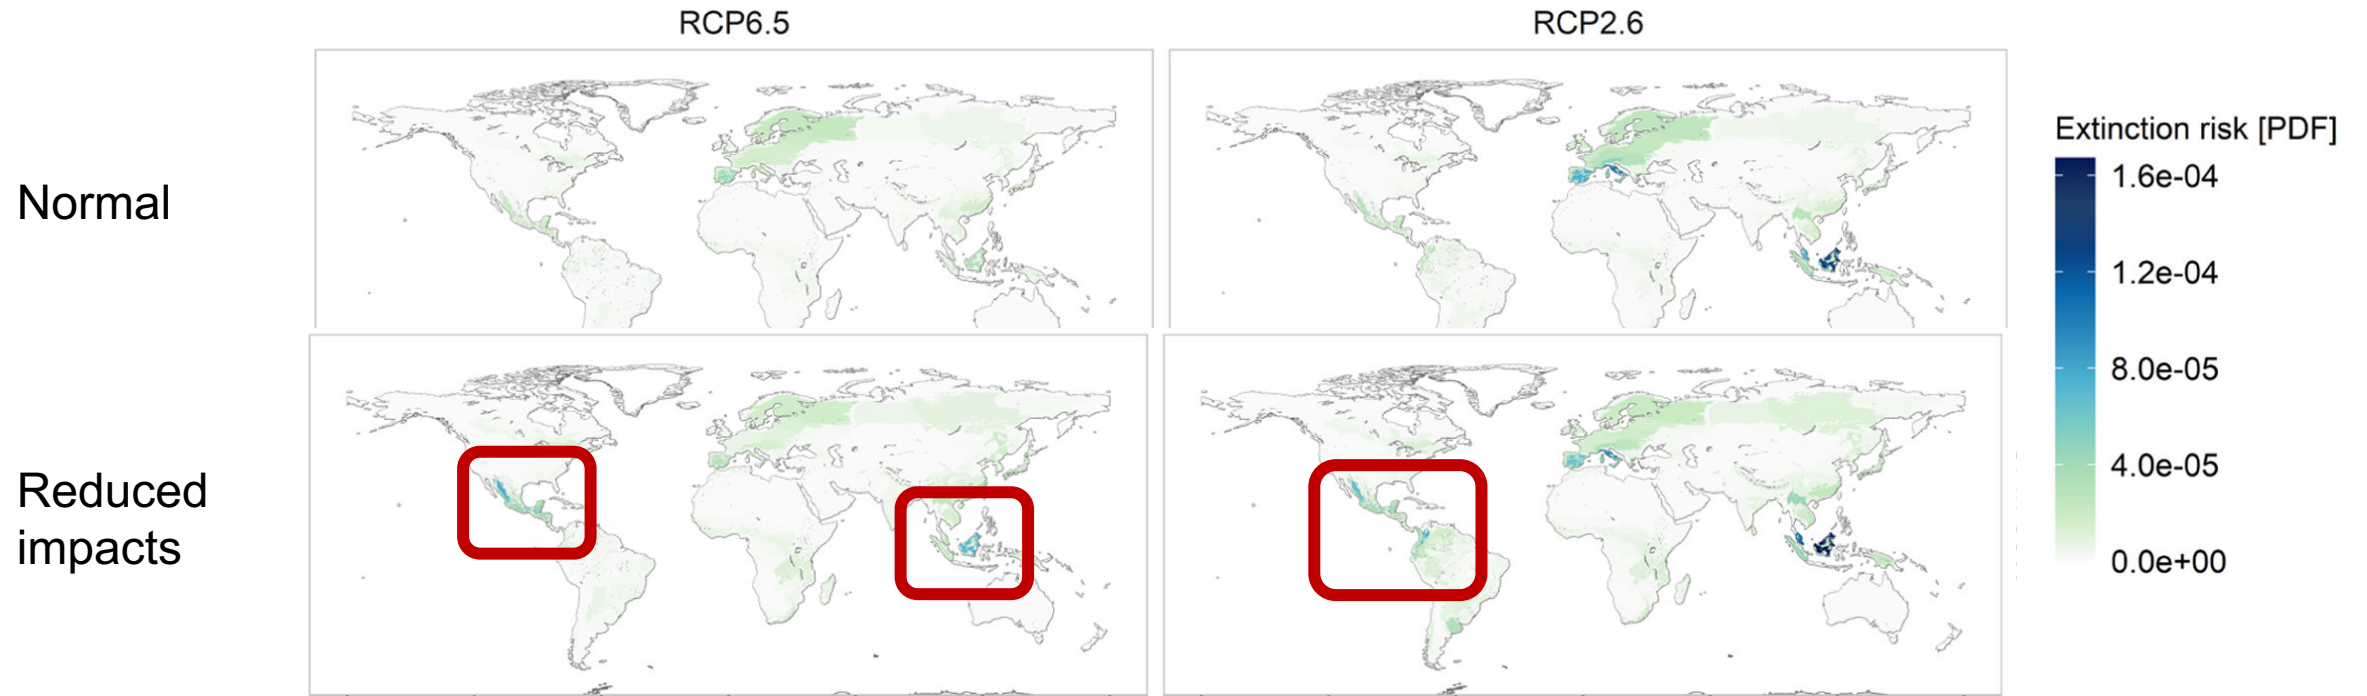 RCP6.5
RCP2.6
Normal
Reduced
impacts
Extinction risk [PDF]
1.6e-04
1.2e-04
8.0e-05
4.0e-05
0.0e+00